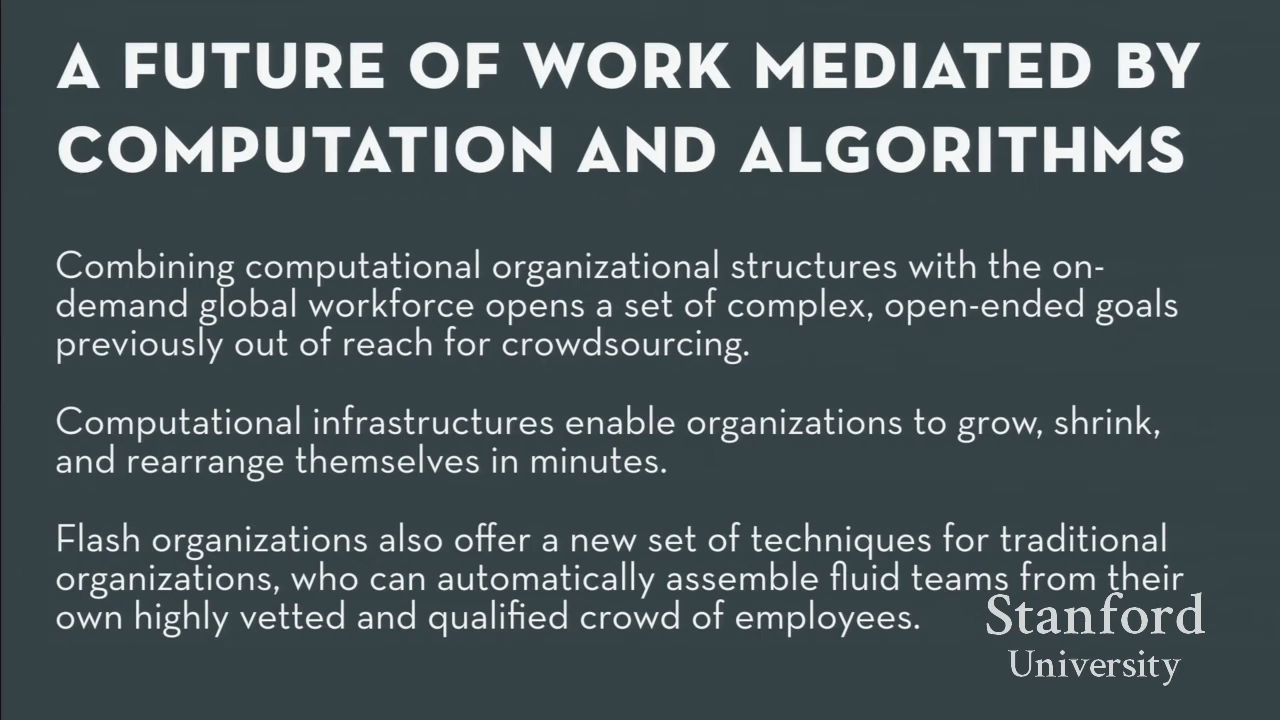 A FUTURE OF WORK MEDIATED BY
COMPUTATION AND ALGORITHMS
Combining computational organizational structures with the on-
demand global workforce opens a set of complex, open-ended goals
previously out of reach for crowdsourcing.
Computational infrastructures enable organizations to grow, shrink,
and rearrange themselves in minutes.
Flash organizations also offer a new set of techniques for traditional
organizations, who can automatically assemble fluid teams from their
own highly vetted and qualified crowd of employees.
Stanford
University